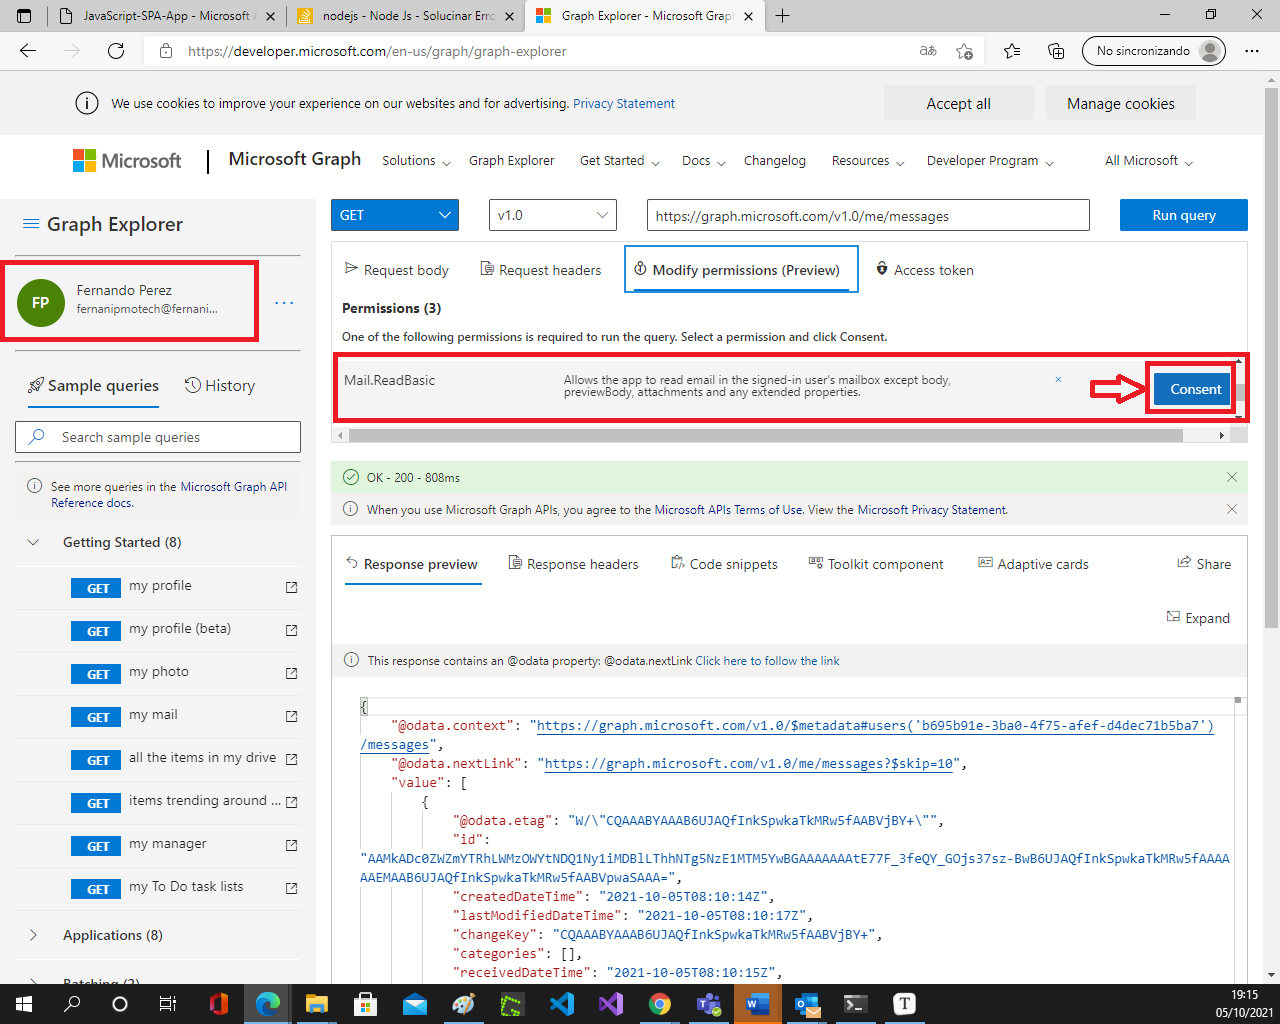 JavaScript-SPA-App - Microsoft A
nodejs - Node Js - Solucinar Erro
Graph Explorer - Microsoft Graph
https://developer.microsoft.com/en-us/graph/graph-explorer
No sincronizando
We use cookies to improve your experience on our websites and for advertising. Privacy Statement
Accept all
Manage cookies
Microsoft
Microsoft Graph
Solutions
Graph Explorer
Get Started
Docs
Changelog
Resources
Developer Program
All Microsoft
Graph Explorer
GET
v1.0
https://graph.microsoft.com/v1.0/me/messages
Run query
FP
Fernando Perez
fernanipmotech@fernani...
Request body
Request headers
Modify permissions (Preview)
Access token
Permissions (3)
One of the following permissions is required to run the query. Select a permission and click Consent.
Mail.ReadBasic
Allows the app to read email in the signed-in user's mailbox except body,
previewBody, attachments and any extended properties.
Consent
Sample queries
History
Search sample queries
See more queries in the Microsoft Graph API
Reference docs.
Getting Started (8)
GET my profile
GET my profile (beta)
GET my photo
GET my mail
GET all the items in my drive
GET items trending around ...
GET my manager
GET my To Do task lists
Applications (8)
Batching (2)
OK - 200 - 808ms
When you use Microsoft Graph APIs, you agree to the Microsoft APIs Terms of Use. View the Microsoft Privacy Statement.
Response preview
Response headers
Code snippets
Toolkit component
Adaptive cards
Share
Expand
This response contains an @odata property: @odata.nextLink Click here to follow the link
{
"@odata.context": "https://graph.microsoft.com/v1.0/$metadata#users('b695b91e-3ba0-4f75-afef-d4dec71b5ba7')
/messages",
"@odata.nextLink": "https://graph.microsoft.com/v1.0/me/messages?$skip=10",
"value": [
{
"@odata.etag": "W/\"CQAAABYAAAB6UJAQfInkSpwkaTkMRw5fAABVjBY+\"",
"id":
"AAMkADc0ZWZmYTRhLWMzOWYtNDQ1Ny1iMDBlLThhNTg5NzE1MTM5YwBGAAAAAAAtE77F_3feQY_GOjs37sz-BwB6UJAQfInkSpwkaTkMRw5fAAAA
AAEMAAB6UJAQfInkSpwkaTkMRw5fAABVpwaSAAA=",
"createdDateTime": "2021-10-05T08:10:14Z",
"lastModifiedDateTime": "2021-10-05T08:10:17Z",
"changeKey": "CQAAABYAAAB6UJAQfInkSpwkaTkMRw5fAABVjBY+",
"categories": [],
"receivedDateTime": "2021-10-05T08:10:15Z",
19:15
05/10/2021